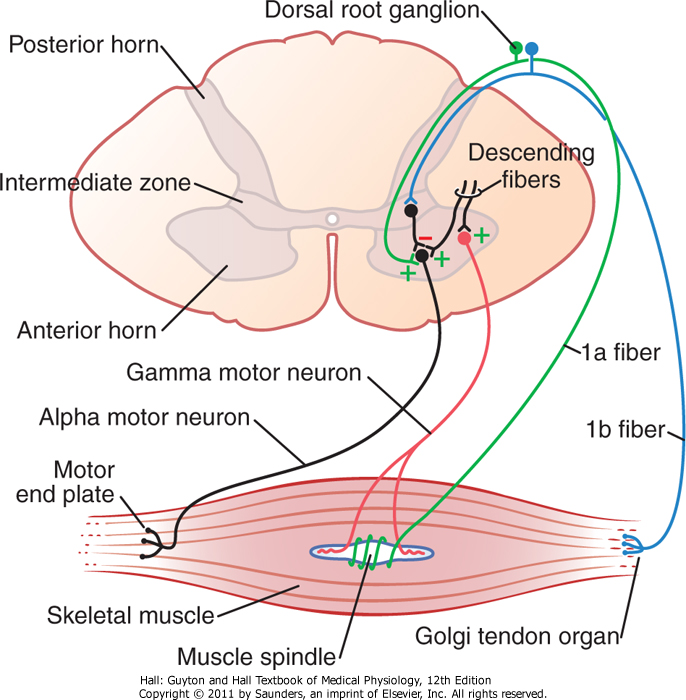 Dorsal root ganglion
Posterior horn
Descending
fibers
Intermediate zone
−
+
+
+
Anterior horn
1a fiber
Gamma motor neuron
Alpha motor neuron
1b fiber
Motor
end plate
Skeletal muscle
Golgi tendon organ
Muscle spindle
Hall: Guyton and Hall Textbook of Medical Physiology, 12th Edition
Copyright © 2011 by Saunders, an imprint of Elsevier, Inc. All rights reserved.